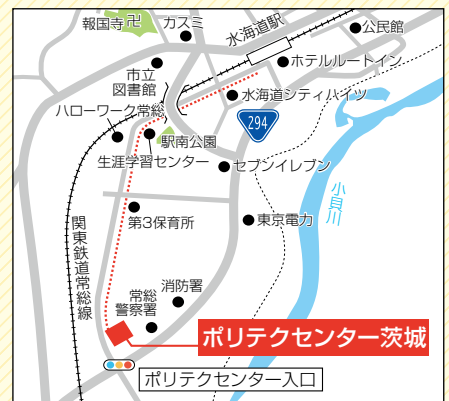 報国寺卍
カスミ
水海道駅
公民館
ホテルルートイン
市立
図書館
水海道シティハイツ
ハローワーク常総
294
駅南公園
生涯学習センター
セブンイレブン
小貝川
第3保育所
東京電力
関東鉄道常総線
消防署
常総
警察署
ポリテクセンター茨城
ポリテクセンター入口